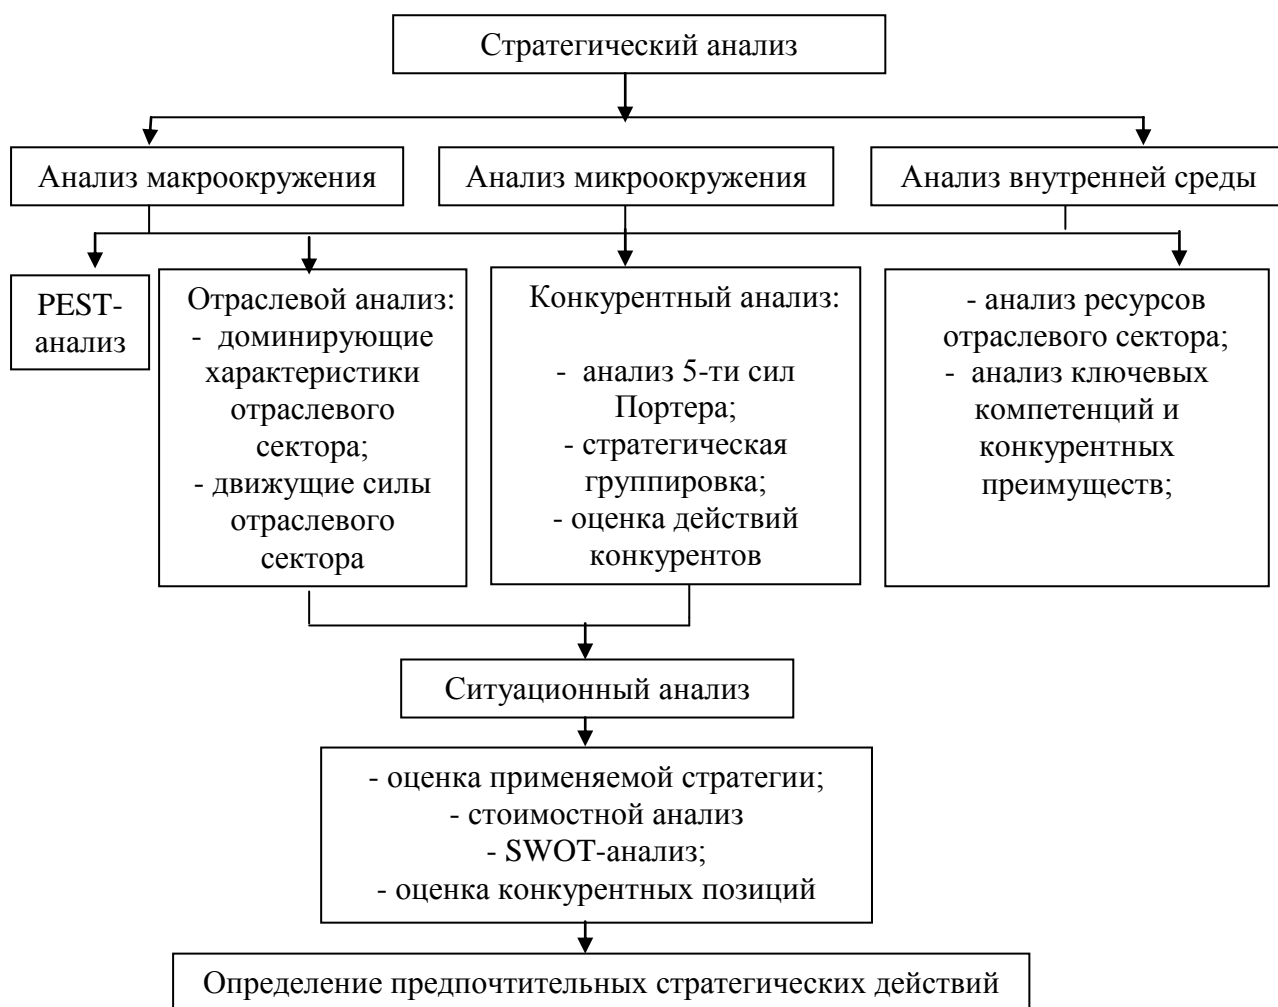 Стратегический анализ
Анализ макроокружения
Анализ микроокружения
Анализ внутренней среды
PEST-
анализ
Отраслевой анализ:
- доминирующие
характеристики
отраслевого
сектора;
- движущие силы
отраслевого
сектора
Конкурентный анализ:
- анализ 5-ти сил
Портера;
- стратегическая
группировка;
- оценка действий
конкурентов
- анализ ресурсов
отраслевого сектора;
- анализ ключевых
компетенций и
конкурентных
преимуществ;
Ситуационный анализ
- оценка применяемой стратегии;
- стоимостной анализ
- SWOT-анализ;
- оценка конкурентных позиций
Определение предпочтительных стратегических действий